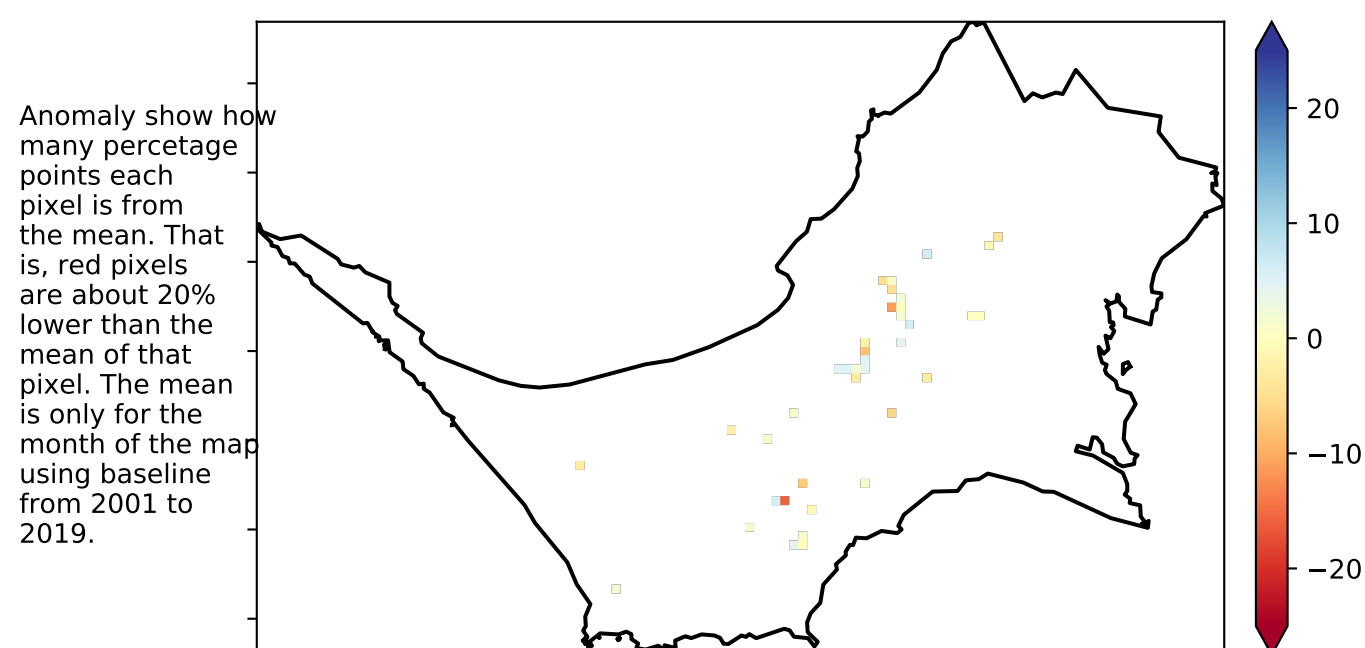 Anomaly show how
many percetage
points each
pixel is from
the mean. That
is, red pixels
are about 20%
lower than the
mean of that
pixel. The mean
is only for the
month of the map
using baseline
from 2001 to
2019.
20
10
0
−10
−20